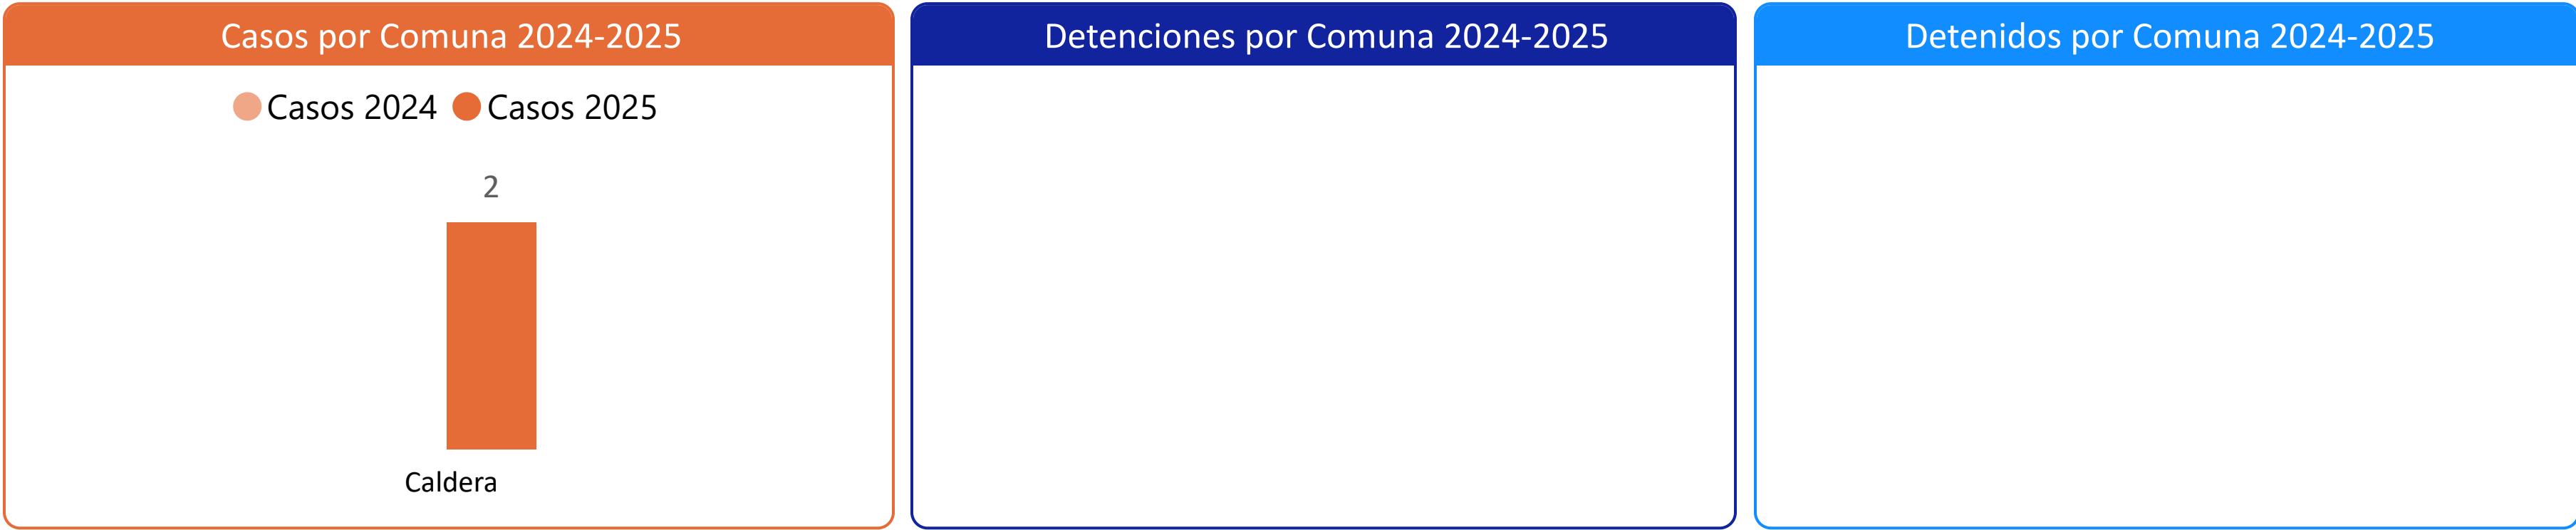 Casos por Comuna 2024-2025
Casos 2024 Casos 2025
2
Caldera
Detenciones por Comuna 2024-2025
Detenidos por Comuna 2024-2025